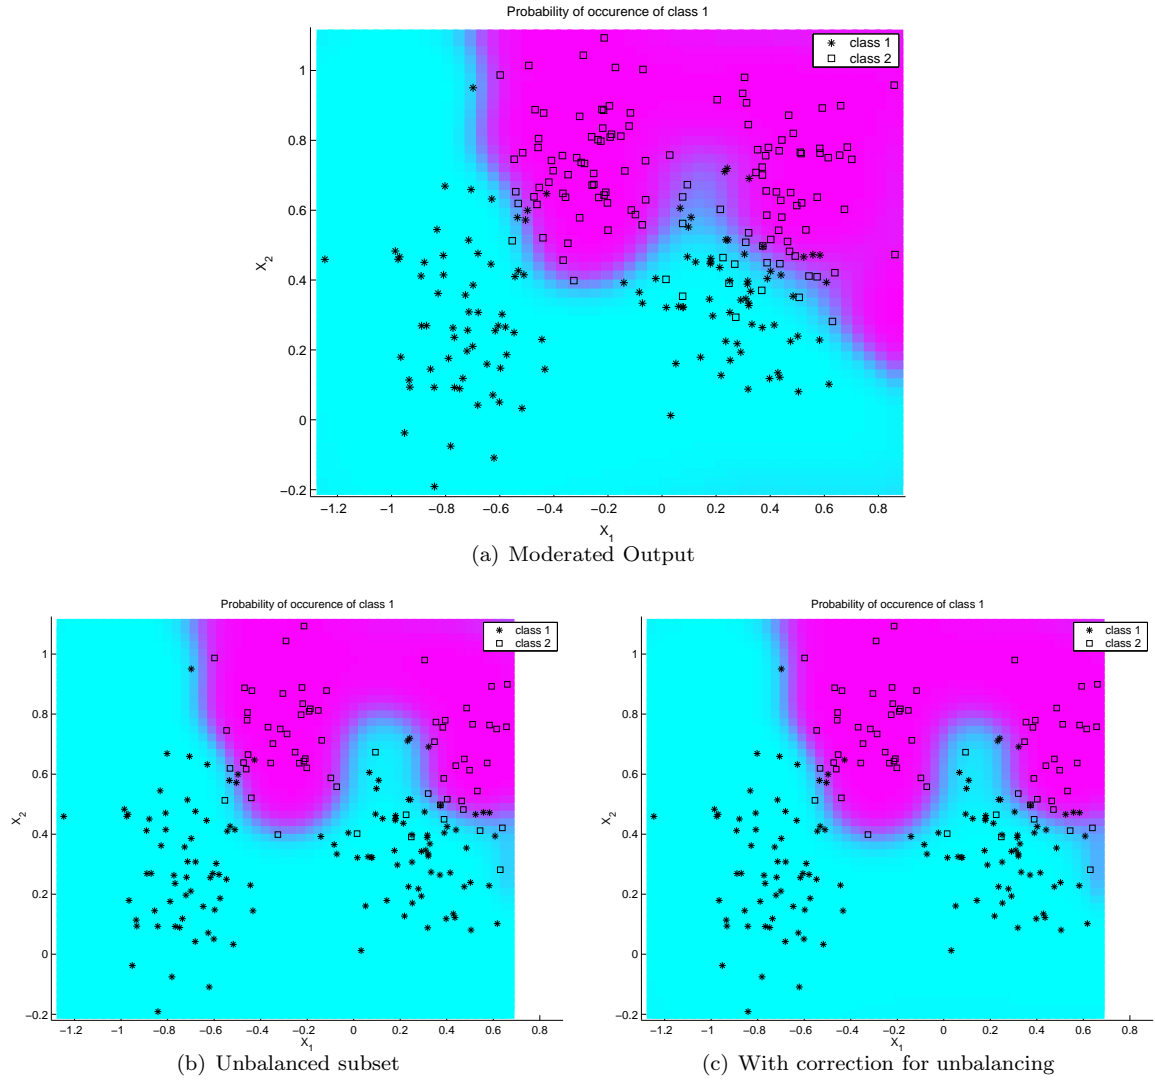 Probability of occurence of class 1
class 1
class 2
1
0.8
0.6
0.4
0.2
0
−0.2
X2
−1.2 −1 −0.8 −0.6 −0.4 −0.2 0 0.2 0.4 0.6 0.8
X1
(a) Moderated Output
Probability of occurence of class 1
class 1
class 2
1
0.8
0.6
0.4
0.2
0
−0.2
X2
−1.2 −1 −0.8 −0.6 −0.4 −0.2 0 0.2 0.4 0.6 0.8
X1
(b) Unbalanced subset
Probability of occurence of class 1
class 1
class 2
1
0.8
0.6
0.4
0.2
0
−0.2
X2
−1.2 −1 −0.8 −0.6 −0.4 −0.2 0 0.2 0.4 0.6 0.8
X1
(c) With correction for unbalancing